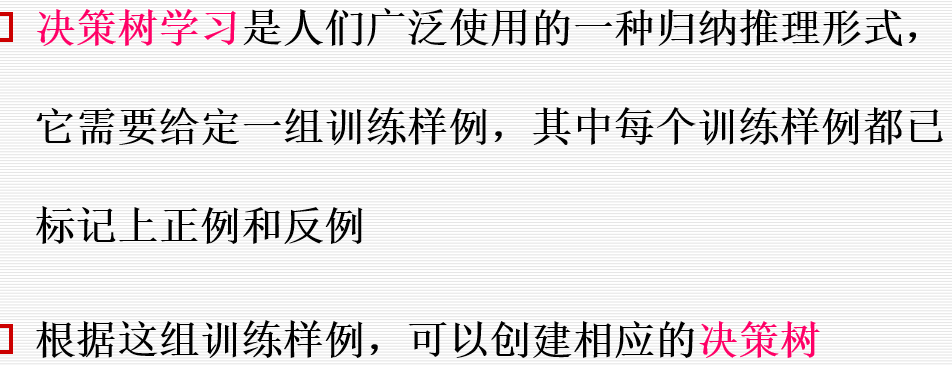 决策树学习是人们广泛使用的一种归纳推理形式，
它需要给定一组训练样例，其中每个训练样例都已
标记上正例和反例
根据这组训练样例，可以创建相应的决策树